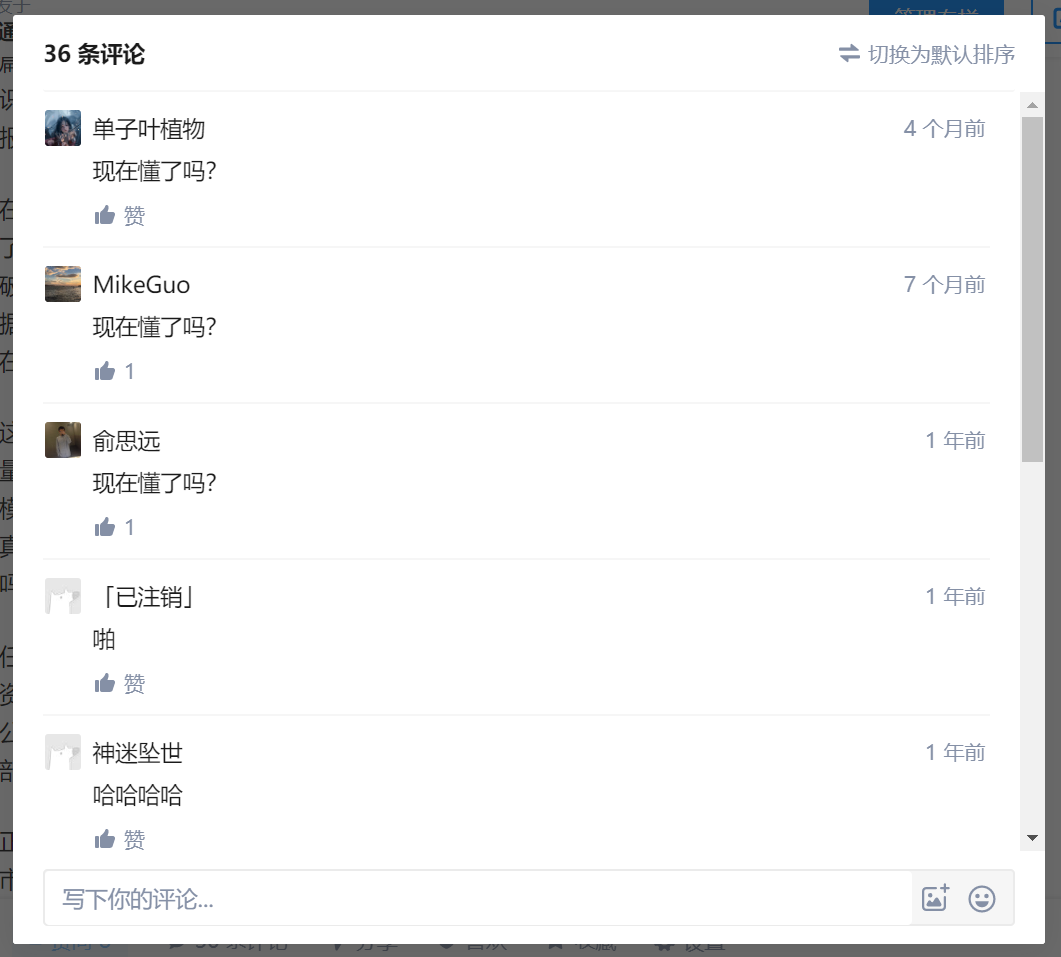 36 条评论
切换为默认排序
单子叶植物
4 个月前
现在懂了吗？
赞
MikeGuo
7 个月前
现在懂了吗？
1
俞思远
1 年前
现在懂了吗？
1
「已注销」
1 年前
啪
赞
神迷坠世
1 年前
哈哈哈哈
赞
写下你的评论...